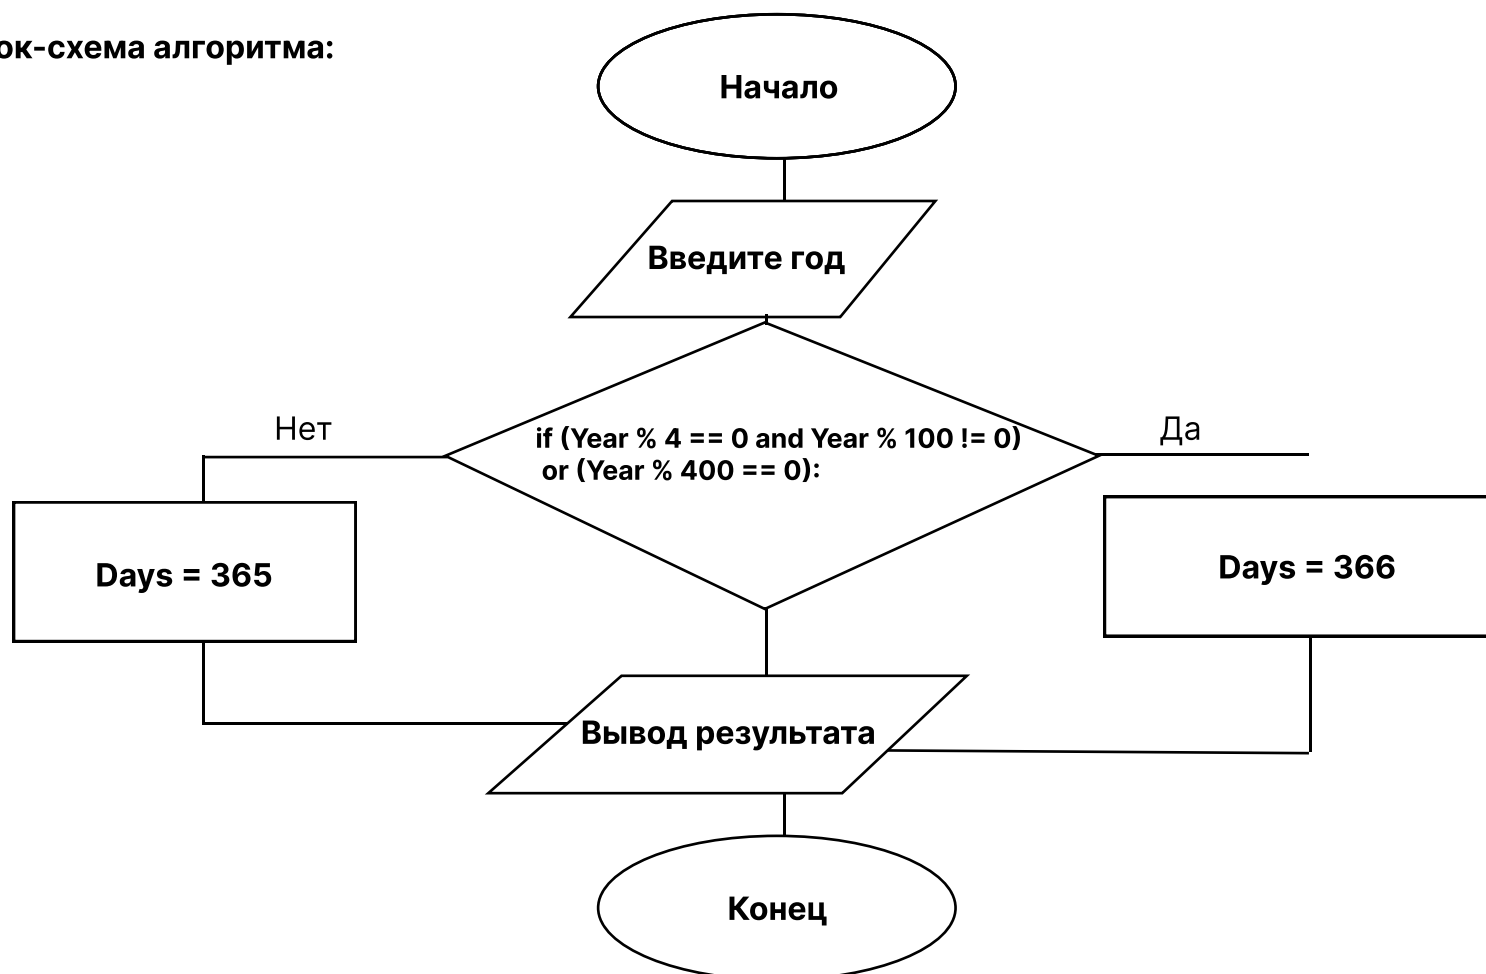 ок-схема алгоритма:
Начало
Введите год
Нет
Да
if (Year % 4 == 0 and Year % 100 != 0)
or (Year % 400 == 0):
Days = 365
Days = 366
Вывод результата
Конец